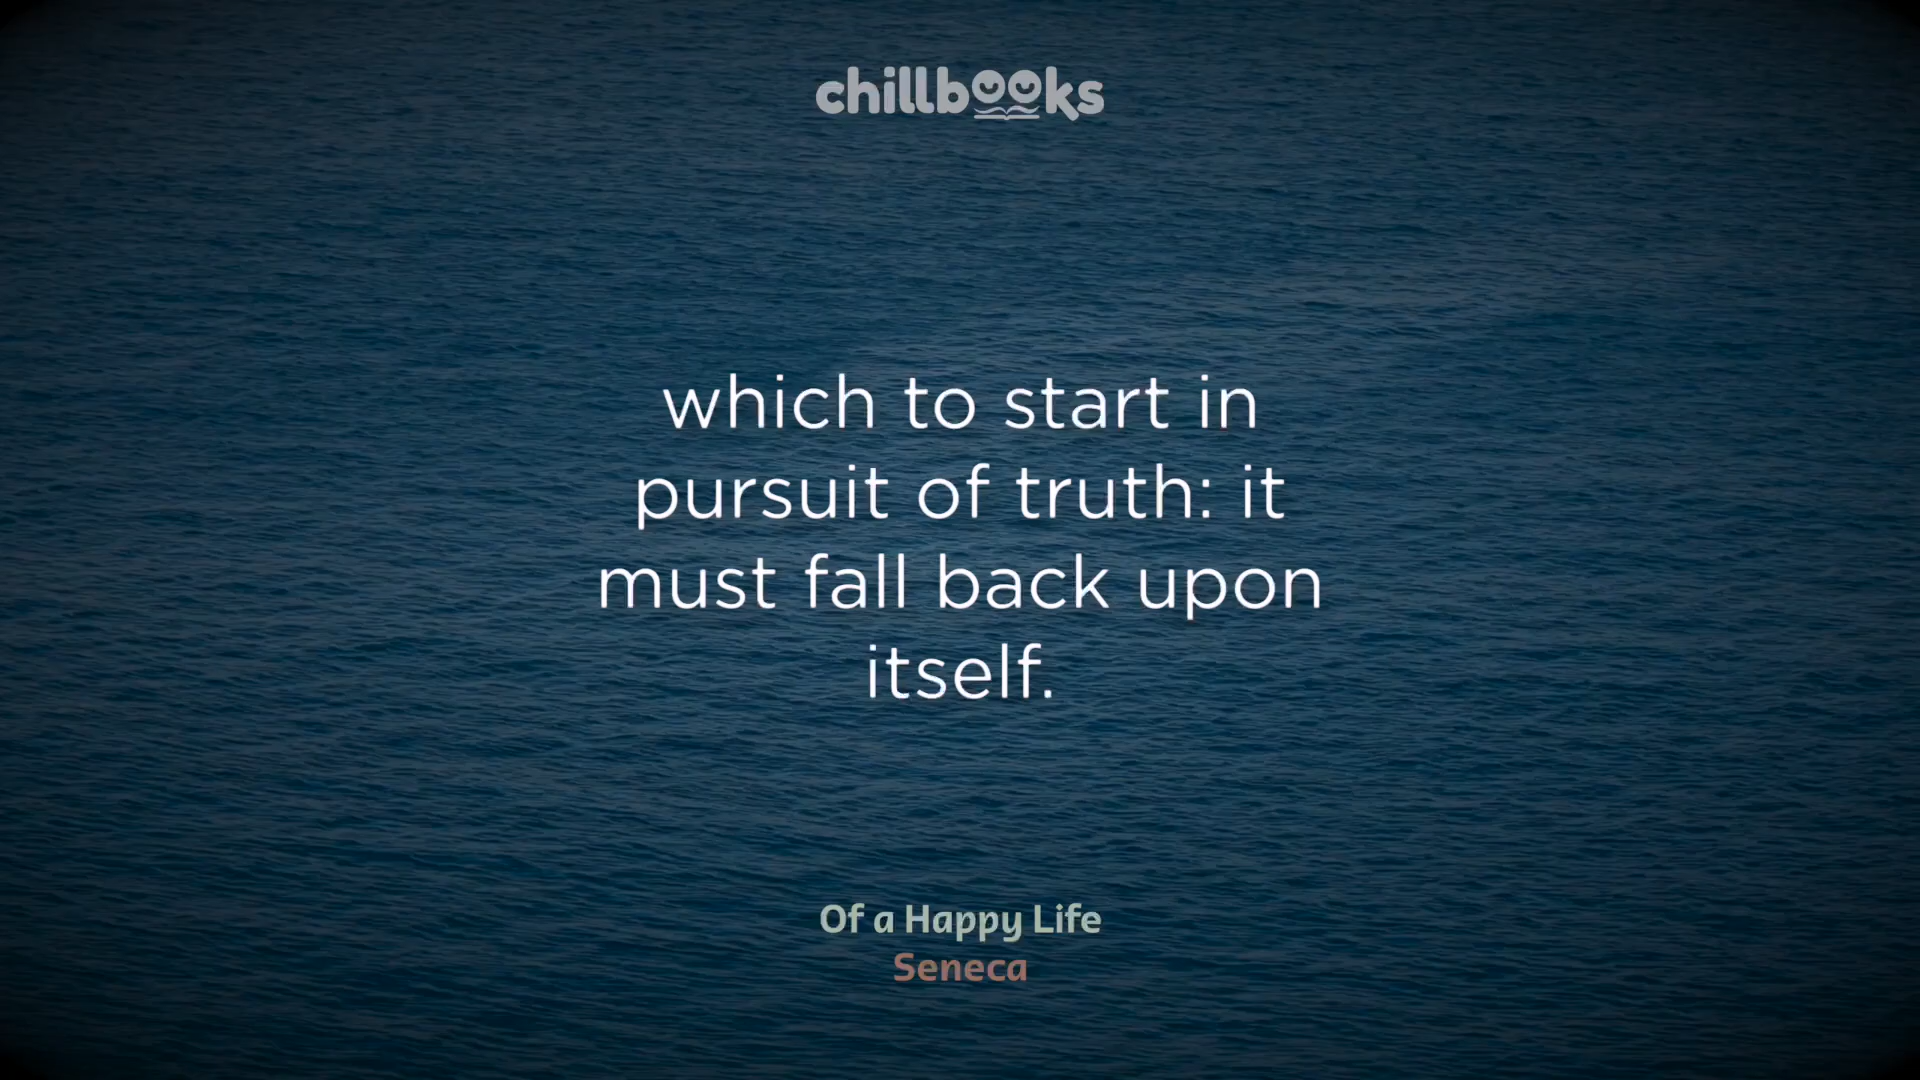 chillbooks
which to start in
pursuit of truth: it
must fall back upon
itself.
Of a Happy Life
Seneca